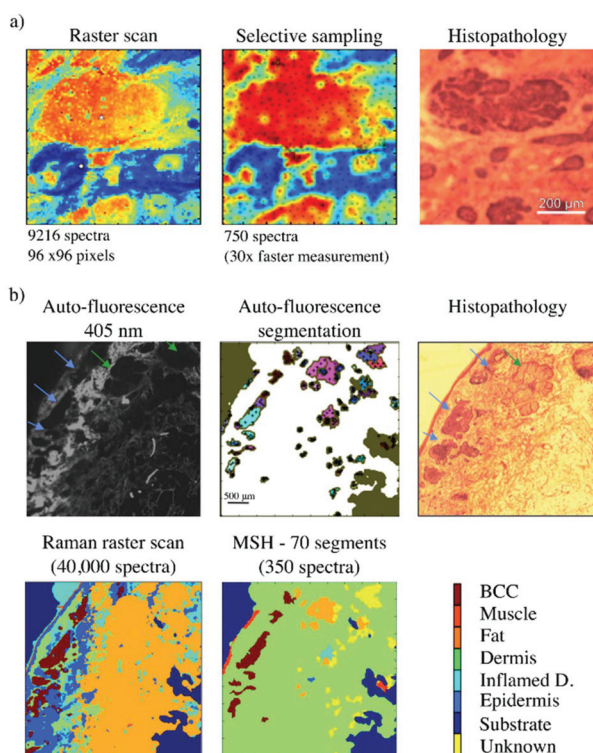 a)
Raster scan
Selective sampling
Histopathology
200 µm
9216 spectra
96 x96 pixels
750 spectra
(30x faster measurement)
b)
Auto-fluorescence
405 nm
Auto-fluorescence
segmentation
Histopathology
500 µm
Raman raster scan
(40,000 spectra)
MSH - 70 segments
(350 spectra)
BCC
Muscle
Fat
Dermis
Inflamed D.
Epidermis
Substrate
Unknown